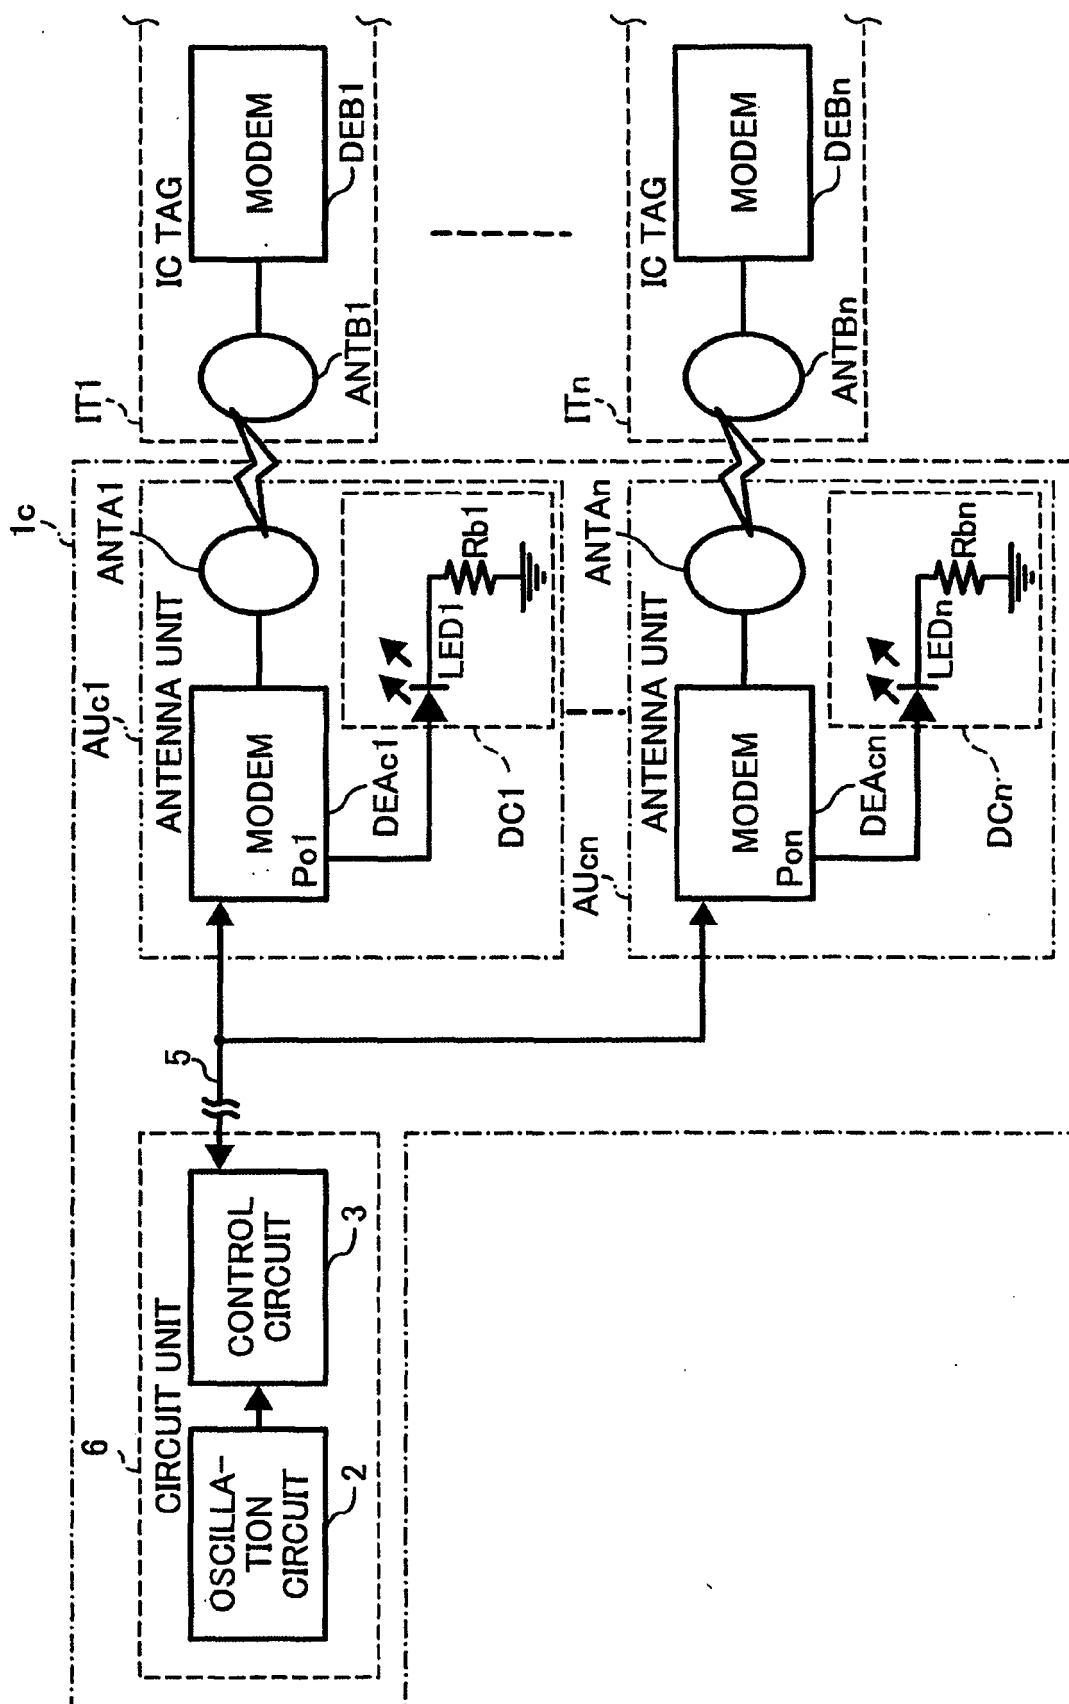 1c
6
CIRCUIT UNIT
OSCILLA-
TION
CIRCUIT
2
CONTROL
CIRCUIT
3
5
AUc1
ANTENNA UNIT
MODEM
Po1
DEAc1
ANTA1
LED1
Rb1
DC1
IT1
IC TAG
ANTB1
MODEM
DEB1
AUcn
ANTENNA UNIT
MODEM
Pon
DEAcn
ANTAn
LEDn
Rbn
DCn
ITn
IC TAG
ANTBn
MODEM
DEBn